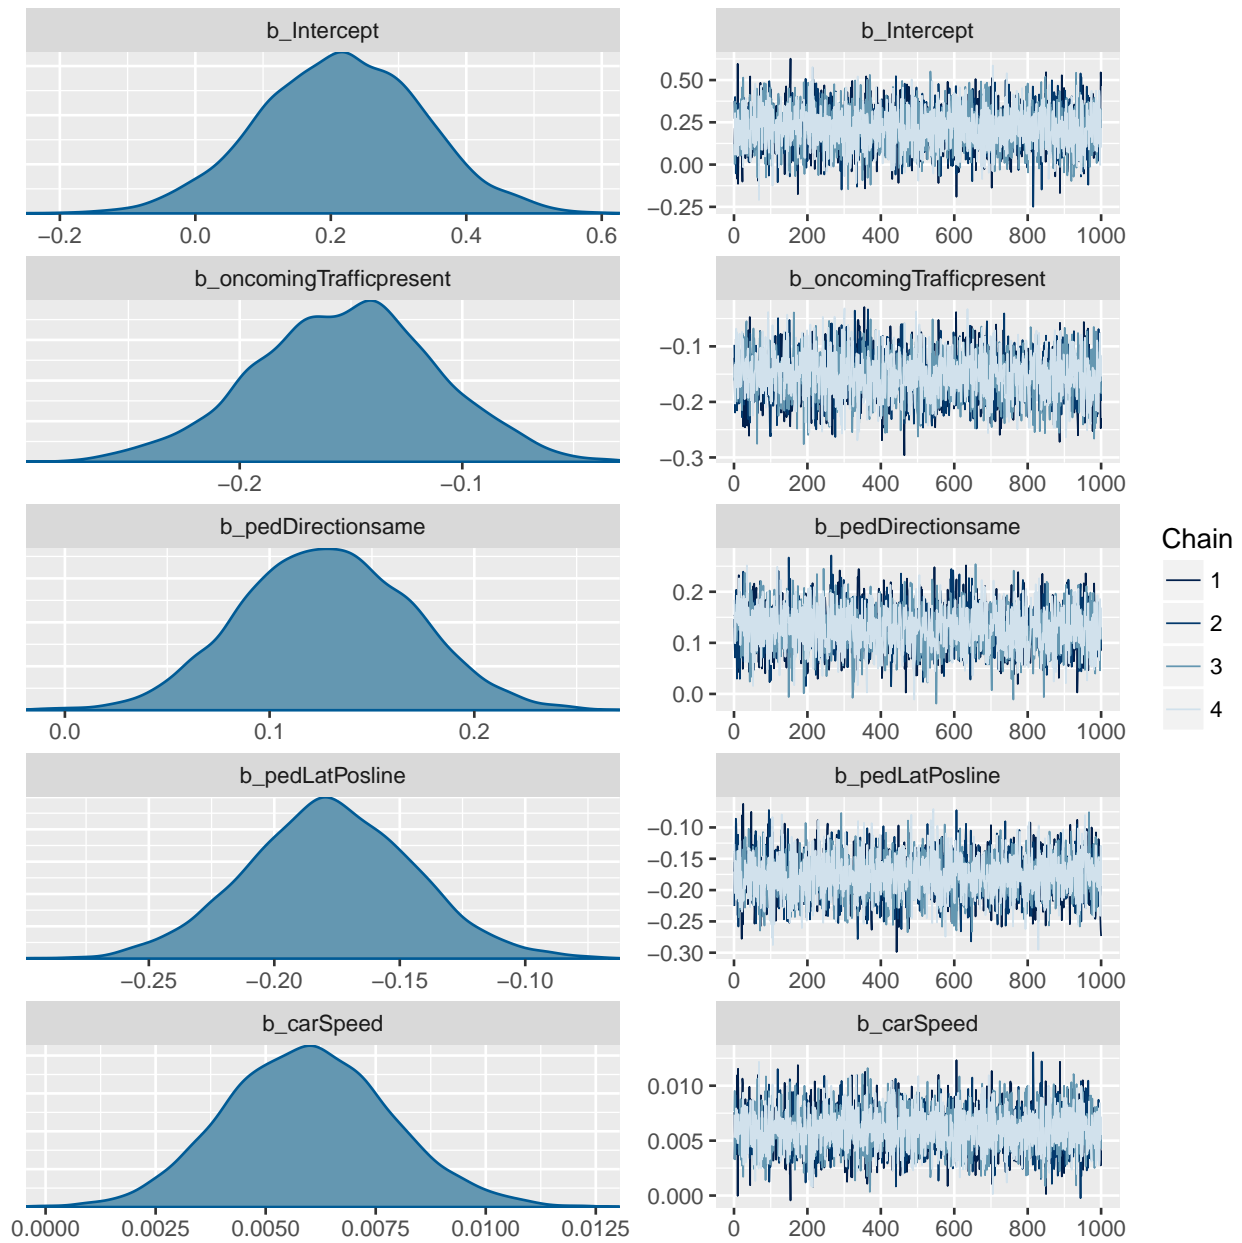 b_Intercept
−0.2 0.0 0.2 0.4 0.6
b_Intercept
0.50
0.25
0.00
−0.25
0 200 400 600 800 1000
b_oncomingTrafficpresent
−0.2 −0.1
b_oncomingTrafficpresent
−0.1
−0.2
−0.3
0 200 400 600 800 1000
b_pedDirectionsame
0.0 0.1 0.2
b_pedDirectionsame
0.2
0.1
0.0
0 200 400 600 800 1000
b_pedLatPosline
−0.25 −0.20 −0.15 −0.10
b_pedLatPosline
−0.10
−0.15
−0.20
−0.25
−0.30
0 200 400 600 800 1000
b_carSpeed
0.0000 0.0025 0.0050 0.0075 0.0100 0.0125
b_carSpeed
0.010
0.005
0.000
0 200 400 600 800 1000
Chain
1
2
3
4